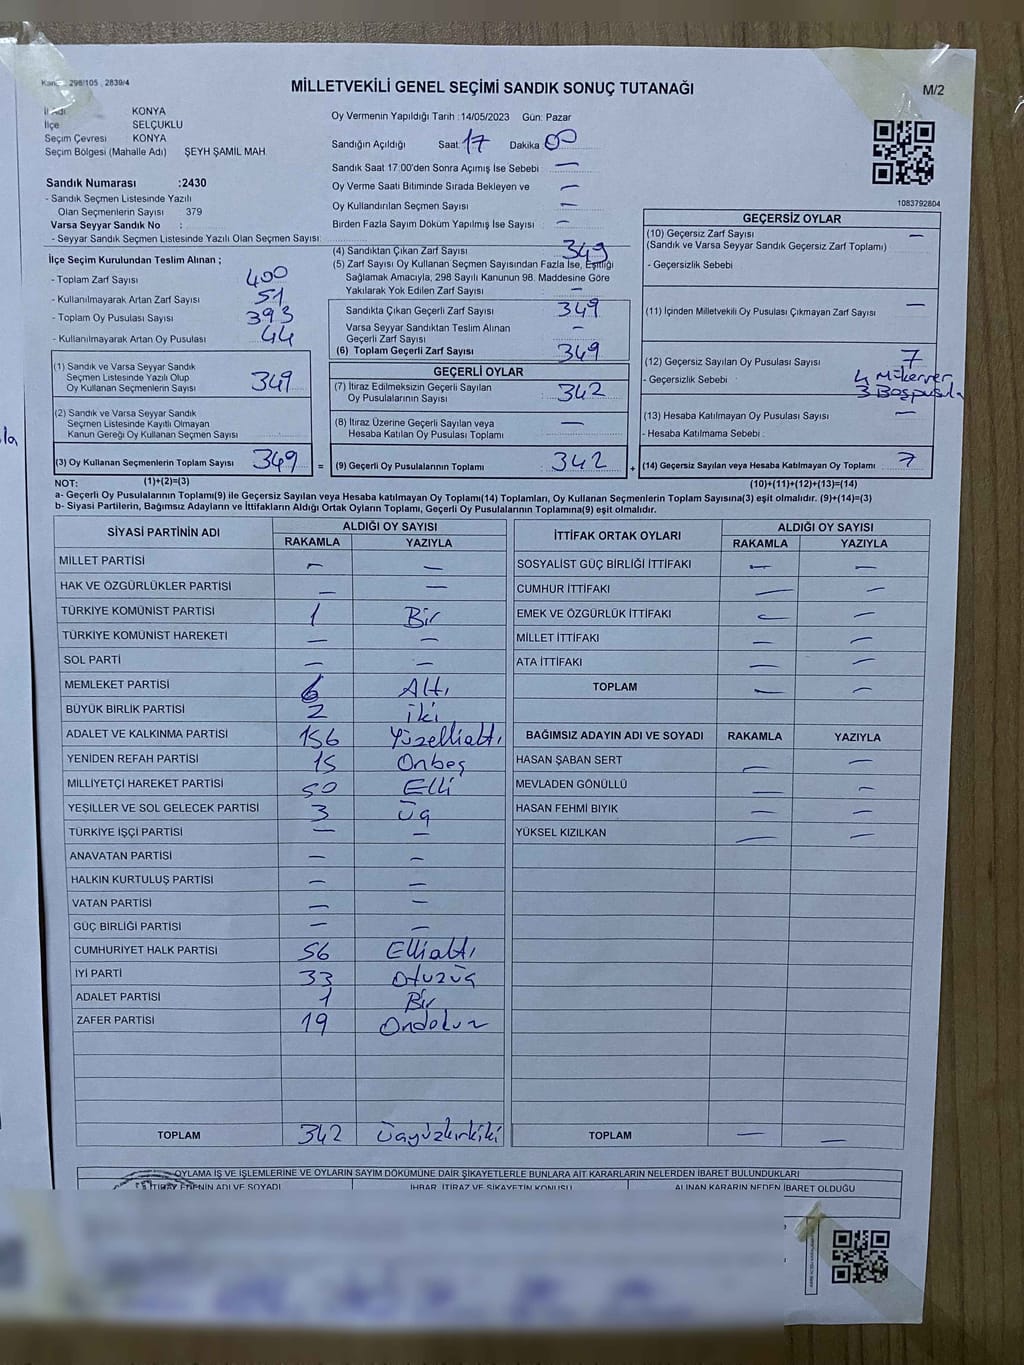 Kanun 298/105 , 2839/4
MİLLETVEKİLİ GENEL SEÇİMİ SANDIK SONUÇ TUTANAĞI
M/2
İl Adı KONYA
İlçe SELÇUKLU
Seçim Çevresi KONYA
Seçim Bölgesi (Mahalle Adı) ŞEYH ŞAMİL MAH.
Sandık Numarası :2430
- Sandık Seçmen Listesinde Yazılı
Olan Seçmenlerin Sayısı 379
Varsa Seyyar Sandık No :
- Seyyar Sandık Seçmen Listesinde Yazılı Olan Seçmen Sayısı:
İlçe Seçim Kurulundan Teslim Alınan ;
- Toplam Zarf Sayısı 400
- Kullanılmayarak Artan Zarf Sayısı 51
- Toplam Oy Pusulası Sayısı 393
- Kullanılmayarak Artan Oy Pusulası 44
(1) Sandık ve Varsa Seyyar Sandık
Seçmen Listesinde Yazılı Olup
Oy Kullanan Seçmenlerin Sayısı 349
(2) Sandık ve Varsa Seyyar Sandık
Seçmen Listesinde Kayıtlı Olmayan
Kanun Gereği Oy Kullanan Seçmen Sayısı
(3) Oy Kullanan Seçmenlerin Toplam Sayısı 349 =
(1)+(2)=(3)
Oy Vermenin Yapıldığı Tarih :14/05/2023 Gün: Pazar
Sandığın Açıldığı Saat: 17 Dakika: 00
Sandık Saat 17:00'den Sonra Açımış İse Sebebi —
Oy Verme Saati Bitiminde Sırada Bekleyen ve —
Oy Kullandırılan Seçmen Sayısı : —
Birden Fazla Sayım Döküm Yapılmış İse Sayısı : —
(4) Sandıktan Çıkan Zarf Sayısı 349
(5) Zarf Sayısı Oy Kullanan Seçmen Sayısından Fazla İse, Eşitliği
Sağlamak Amacıyla, 298 Sayılı Kanunun 98. Maddesine Göre
Yakılarak Yok Edilen Zarf Sayısı —
Sandıkta Çıkan Geçerli Zarf Sayısı 349
Varsa Seyyar Sandıktan Teslim Alınan
Geçerli Zarf Sayısı —
(6) Toplam Geçerli Zarf Sayısı 349
GEÇERLİ OYLAR
(7) İtiraz Edilmeksizin Geçerli Sayılan
Oy Pusulalarının Sayısı : 342
(8) İtiraz Üzerine Geçerli Sayılan veya
Hesaba Katılan Oy Pusulası Toplamı : —
(9) Geçerli Oy Pusulalarının Toplamı : 342 +
1083792804
GEÇERSİZ OYLAR
(10) Geçersiz Zarf Sayısı —
(Sandık ve Varsa Seyyar Sandık Geçersiz Zarf Toplamı)
- Geçersizlik Sebebi
(11) İçinden Milletvekili Oy Pusulası Çıkmayan Zarf Sayısı —
(12) Geçersiz Sayılan Oy Pusulası Sayısı 7
- Geçersizlik Sebebi : 4 Mükerrer
3 Boşpusula
(13) Hesaba Katılmayan Oy Pusulası Sayısı —
- Hesaba Katılmama Sebebi :
(14) Geçersiz Sayılan veya Hesaba Katılmayan Oy Toplamı : 7
(10)+(11)+(12)+(13)=(14)
NOT:
a- Geçerli Oy Pusulalarının Toplamı(9) ile Geçersiz Sayılan veya Hesaba katılmayan Oy Toplamı(14) Toplamları, Oy Kullanan Seçmenlerin Toplam Sayısına(3) eşit olmalıdır. (9)+(14)=(3)
b- Siyasi Partilerin, Bağımsız Adayların ve İttifakların Aldığı Ortak Oyların Toplamı, Geçerli Oy Pusulalarının Toplamına(9) eşit olmalıdır.
SİYASİ PARTİNİN ADI ALDIĞI OY SAYISI
RAKAMLA YAZIYLA
MİLLET PARTİSİ — —
HAK VE ÖZGÜRLÜKLER PARTİSİ — —
TÜRKİYE KOMÜNİST PARTİSİ 1 Bir
TÜRKİYE KOMÜNİST HAREKETİ — —
SOL PARTİ — —
MEMLEKET PARTİSİ 6 Altı
BÜYÜK BİRLİK PARTİSİ 2 iki
ADALET VE KALKINMA PARTİSİ 156 Yüzelliakı
YENİDEN REFAH PARTİSİ 15 Onbeş
MİLLİYETÇİ HAREKET PARTİSİ 50 Elli
YEŞİLLER VE SOL GELECEK PARTİSİ 3 Üç
TÜRKİYE İŞÇİ PARTİSİ — —
ANAVATAN PARTİSİ — —
HALKIN KURTULUŞ PARTİSİ — —
VATAN PARTİSİ — —
GÜÇ BİRLİĞİ PARTİSİ — —
CUMHURİYET HALK PARTİSİ 56 Elliakı
İYİ PARTİ 33 Otuzüç
ADALET PARTİSİ 1 Bir
ZAFER PARTİSİ 19 Ondokuz
TOPLAM 342 Üçyüzkırkiki
İTTİFAK ORTAK OYLARI ALDIĞI OY SAYISI
RAKAMLA YAZIYLA
SOSYALİST GÜÇ BİRLİĞİ İTTİFAKI — —
CUMHUR İTTİFAKI — —
EMEK VE ÖZGÜRLÜK İTTİFAKI — —
MİLLET İTTİFAKI — —
ATA İTTİFAKI — —
TOPLAM — —
BAĞIMSIZ ADAYIN ADI VE SOYADI RAKAMLA YAZIYLA
HASAN ŞABAN SERT — —
MEVLADEN GÖNÜLLÜ — —
HASAN FEHMİ BIYIK — —
YÜKSEL KIZILKAN — —
TOPLAM — —
OYLAMA İŞ VE İŞLEMLERİNE VE OYLARIN SAYIM DÖKÜMÜNE DAİR ŞİKAYETLERLE BUNLARA AİT KARARLARIN NELERDEN İBARET BULUNDUKLARI
İTİRAZ EDENİN ADI VE SOYADI İHBAR, İTİRAZ VE ŞİKAYETİN KONUSU ALINAN KARARIN NEDEN İBARET OLDUĞU